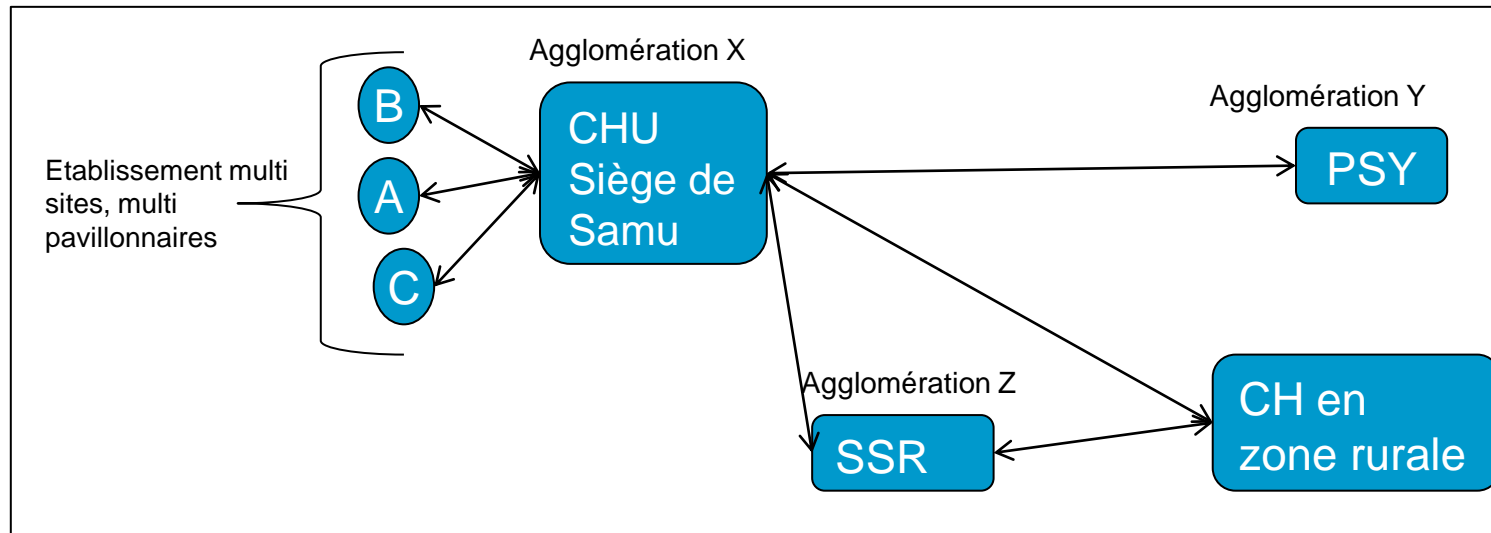 Etablissement multi
sites, multi
pavillonnaires
B
A
C
Agglomération X
CHU
Siège de
Samu
Agglomération Y
PSY
Agglomération Z
SSR
CH en
zone rurale